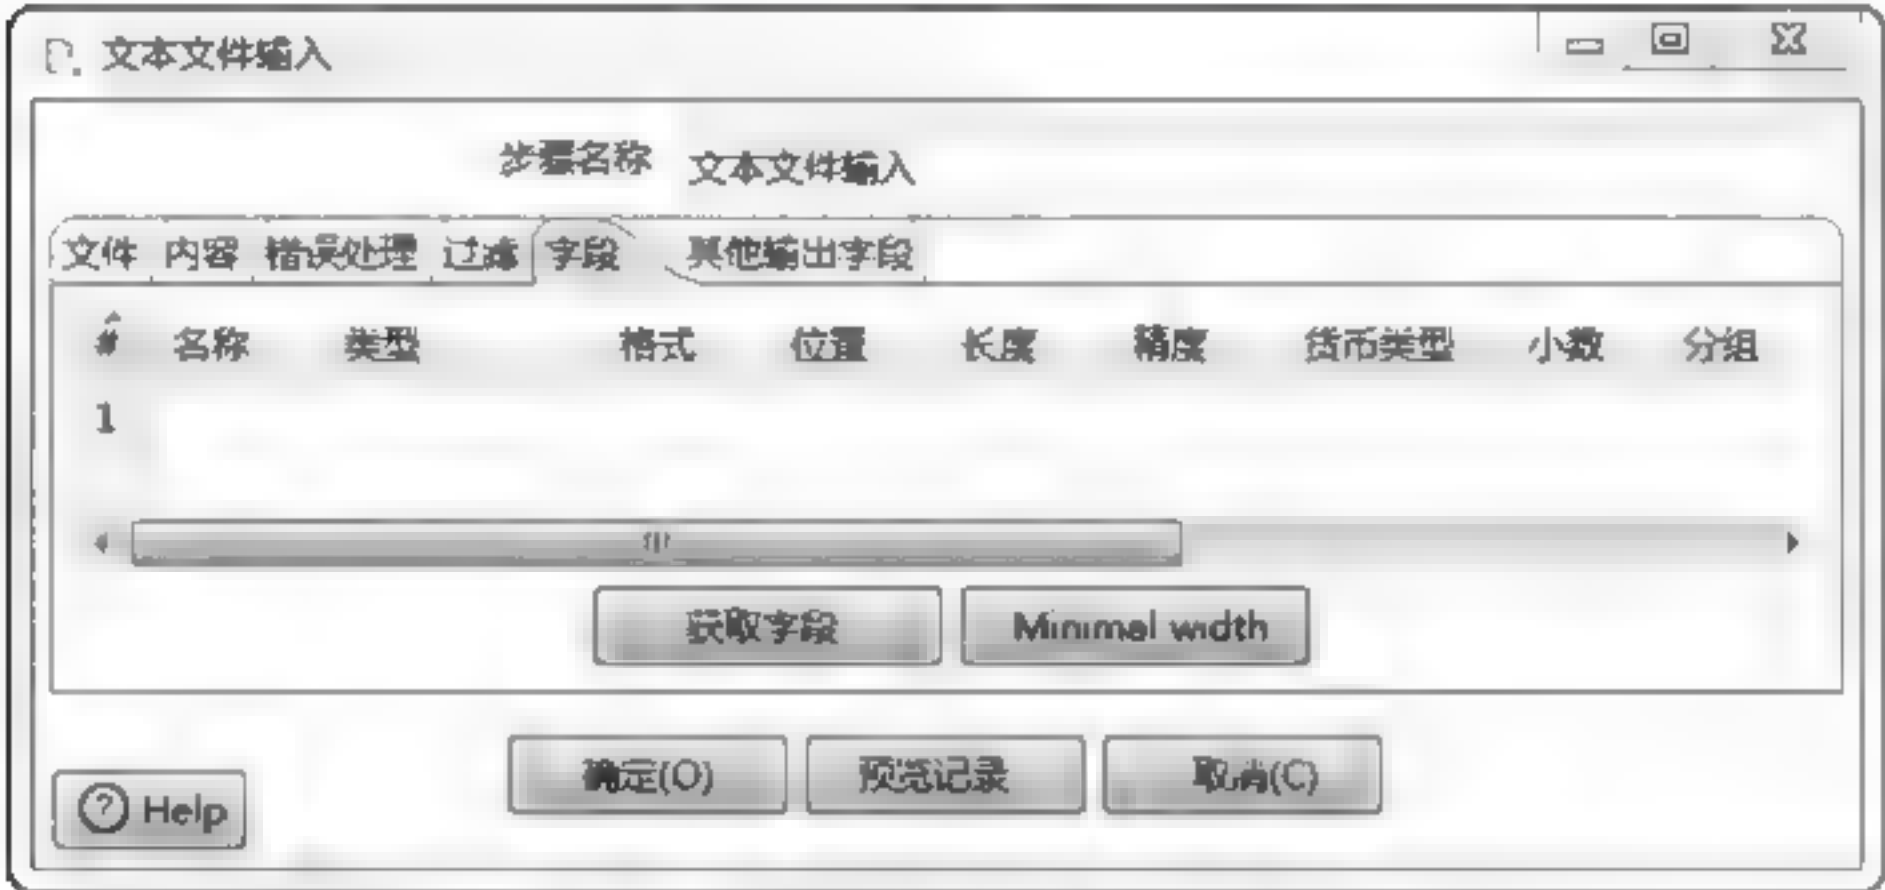 文本文件输入
步骤名称 文本文件输入
文件 内容 错误处理 过滤 字段 其他输出字段
# 名称 类型 格式 位置 长度 精度 货币类型 小数 分组
1
获取字段 Minimal width
确定(O) 预览记录 取消(C)
Help